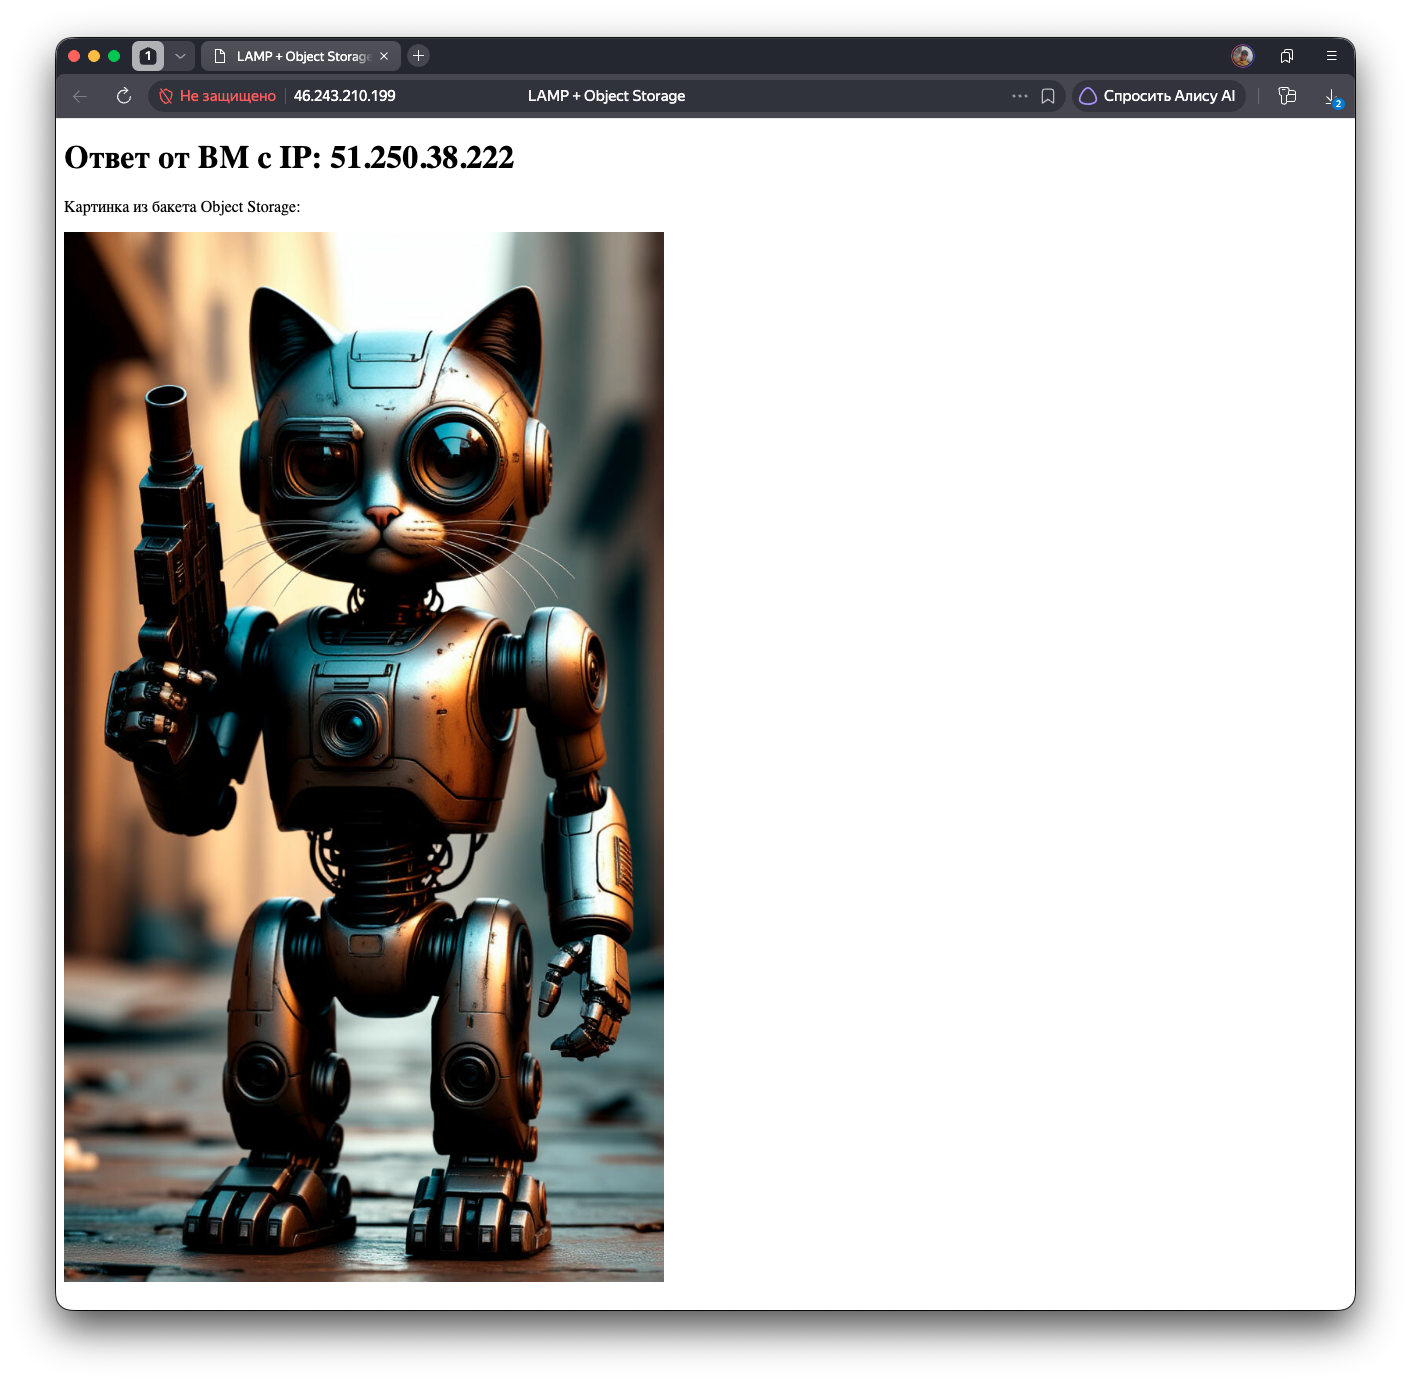 1
LAMP + Object Storag
Не защищено
46.243.210.199
LAMP + Object Storage
Спросить Алису AI
2
Ответ от ВМ с IP: 51.250.38.222
Картинка из бакета Object Storage: